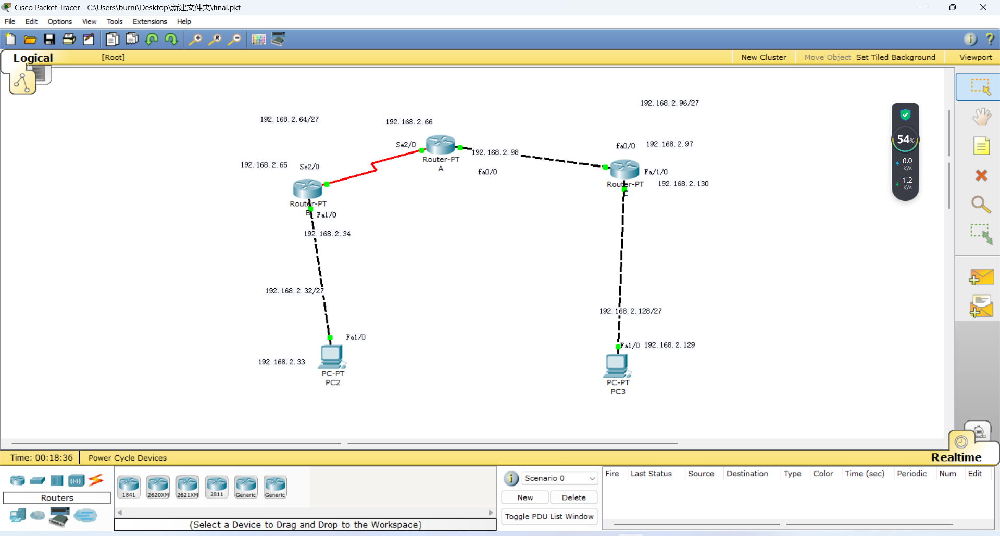 Cisco Packet Tracer - C:\Users\burni\Desktop\新建文件夹\final.pkt
File Edit Options View Tools Extensions Help
Logical [Root] New Cluster Move Object Set Tiled Background Viewport
192.168.2.96/27
192.168.2.64/27
192.168.2.66
Se2/0
fa0/0 192.168.2.97
192.168.2.98
Router-PT
A
192.168.2.65 Se2/0
fa0/0
Fa/1/0
Router-PT
C
192.168.2.130
Router-PT
B
Fa1/0
192.168.2.34
192.168.2.32/27
192.168.2.128/27
Fa1/0
Fa1/0 192.168.2.129
192.168.2.33
PC-PT
PC2
PC-PT
PC3
54%
0.0
K/s
1.2
K/s
Time: 00:18:36 Power Cycle Devices Realtime
Routers
1841 2620XM 2621XM 2811 Generic Generic
(Select a Device to Drag and Drop to the Workspace)
Scenario 0
New Delete
Toggle PDU List Window
Fire Last Status Source Destination Type Color Time (sec) Periodic Num Edit